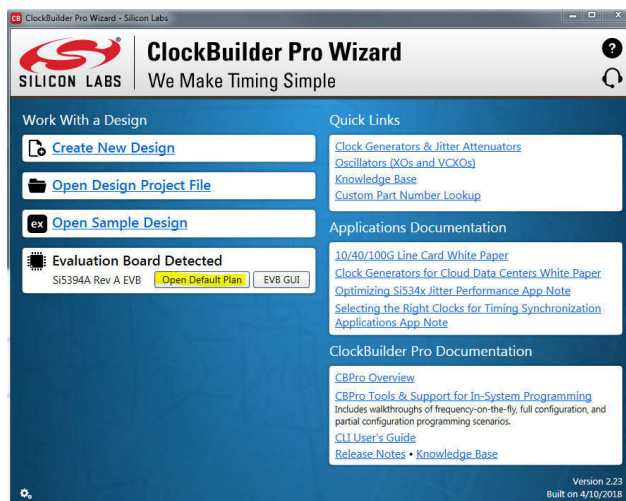 CB ClockBuilder Pro Wizard - Silicon Labs
SILICON LABS
ClockBuilder Pro Wizard
We Make Timing Simple
?
Work With a Design
Create New Design
Open Design Project File
ex Open Sample Design
Evaluation Board Detected
Si5394A Rev A EVB Open Default Plan EVB GUI
Quick Links
Clock Generators & Jitter Attenuators
Oscillators (XOs and VCXOs)
Knowledge Base
Custom Part Number Lookup
Applications Documentation
10/40/100G Line Card White Paper
Clock Generators for Cloud Data Centers White Paper
Optimizing Si534x Jitter Performance App Note
Selecting the Right Clocks for Timing Synchronization
Applications App Note
ClockBuilder Pro Documentation
CBPro Overview
CBPro Tools & Support for In-System Programming
Includes walkthroughs of frequency-on-the-fly, full configuration, and
partial configuration programming scenarios.
CLI User's Guide
Release Notes • Knowledge Base
Version 2.23
Built on 4/10/2018